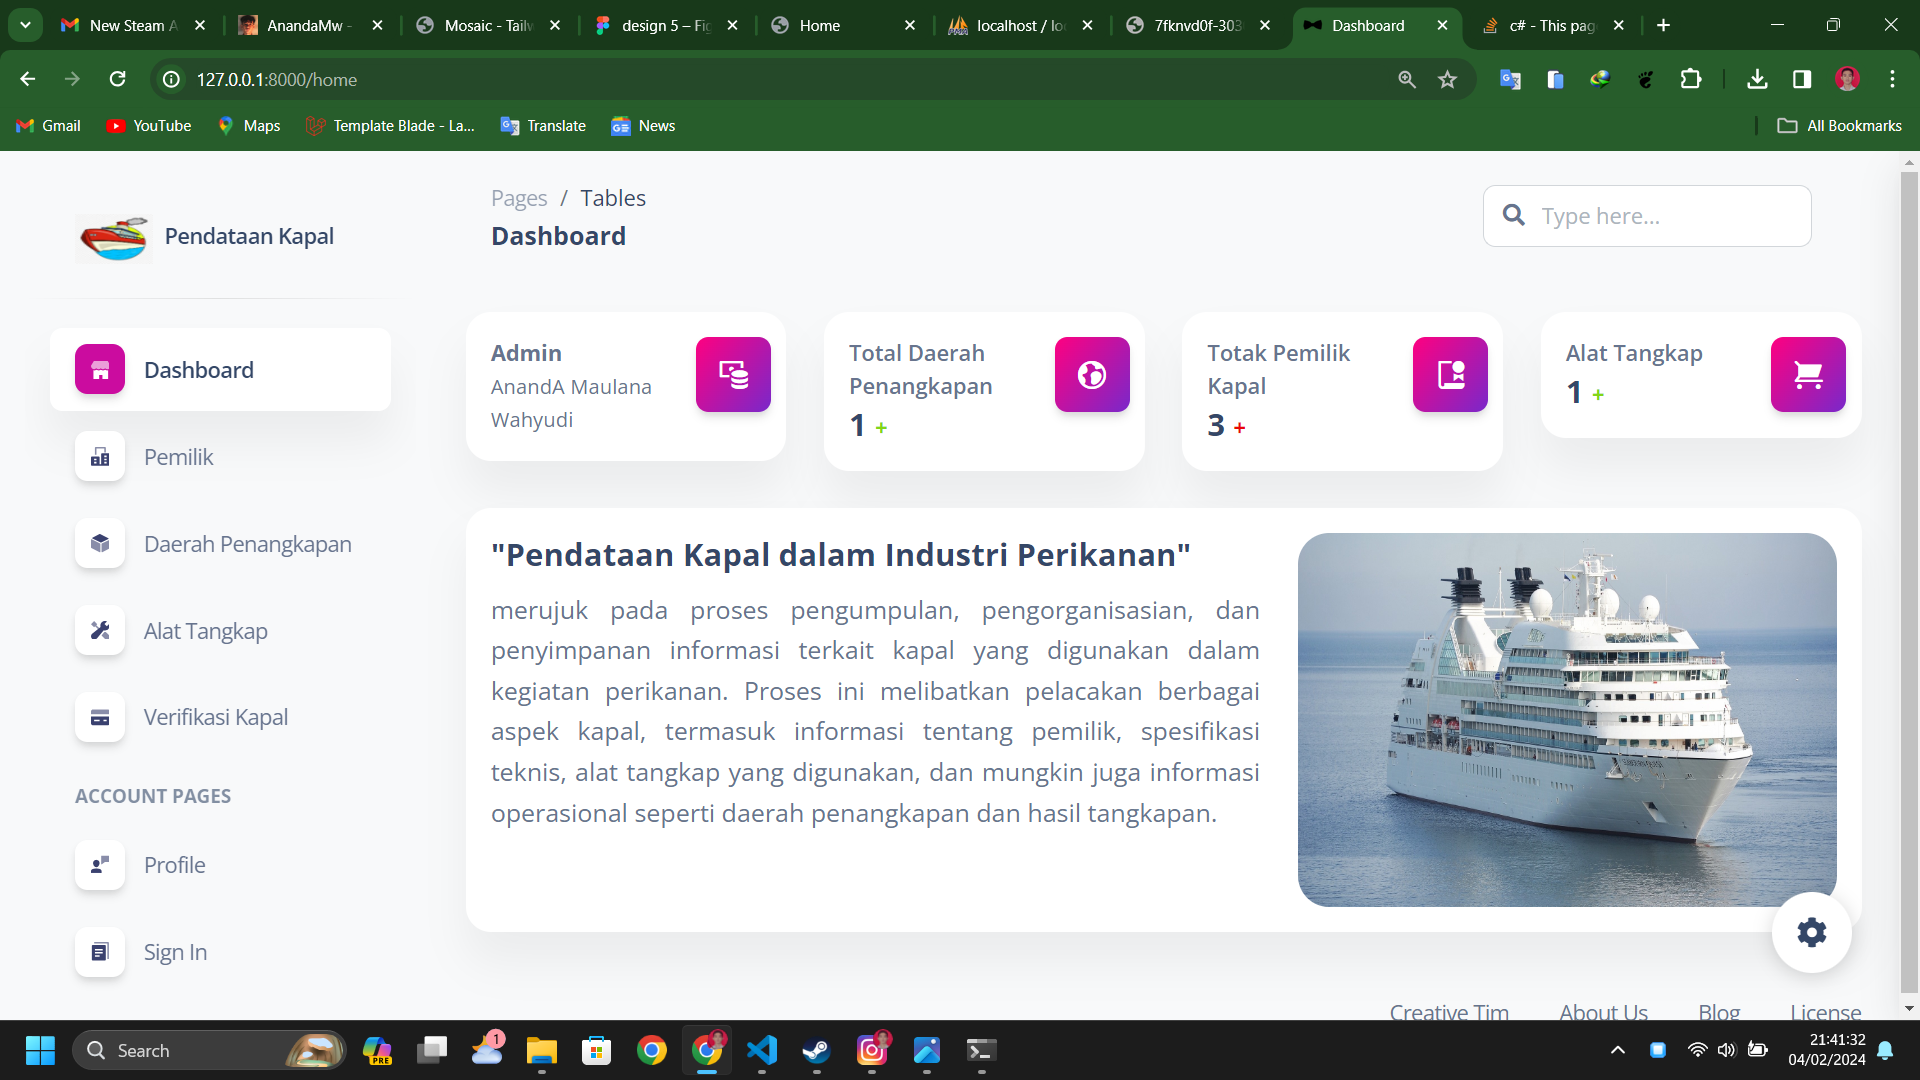 New Steam A
AnandaMw -
Mosaic - Tailw
design 5 – Fig
Home
localhost / lo
7fknvd0f-303
Dashboard
c# - This pag
127.0.0.1:8000/home
Gmail
YouTube
Maps
Template Blade - La...
Translate
News
All Bookmarks
Pendataan Kapal
Pages / Tables
Dashboard
Type here...
Dashboard
Pemilik
Daerah Penangkapan
Alat Tangkap
Verifikasi Kapal
ACCOUNT PAGES
Profile
Sign In
Admin
AnandA Maulana
Wahyudi
Total Daerah
Penangkapan
1 +
Totak Pemilik
Kapal
3 +
Alat Tangkap
1 +
"Pendataan Kapal dalam Industri Perikanan"
merujuk pada proses pengumpulan, pengorganisasian, dan
penyimpanan informasi terkait kapal yang digunakan dalam
kegiatan perikanan. Proses ini melibatkan pelacakan berbagai
aspek kapal, termasuk informasi tentang pemilik, spesifikasi
teknis, alat tangkap yang digunakan, dan mungkin juga informasi
operasional seperti daerah penangkapan dan hasil tangkapan.
Creative Tim
About Us
Blog
License
Search
PRE
1
21:41:32
04/02/2024